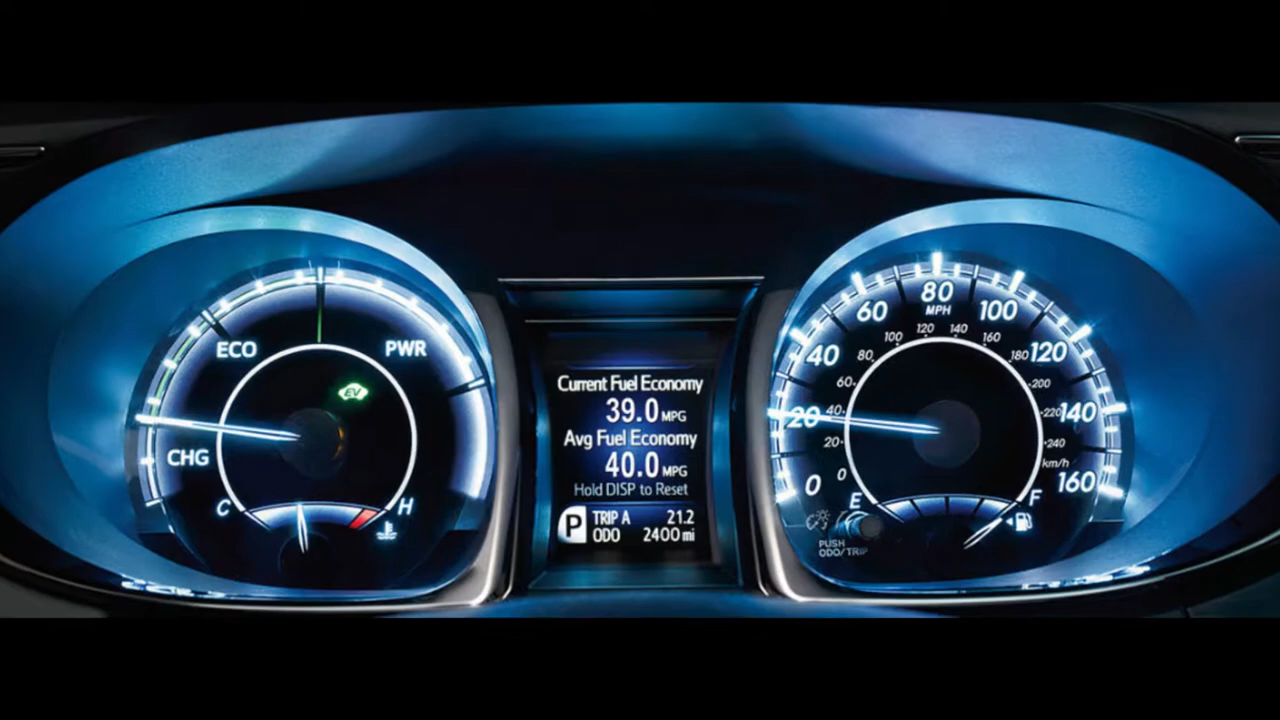 ECO
PWR
EV
CHG
C
H
Current Fuel Economy
39.0 MPG
Avg Fuel Economy
40.0 MPG
Hold DISP to Reset
P
TRIP A 21.2
ODO 2400 mi
0 20 40 60 80 100 120 140 160
MPH
0 20 40 60 80 100 120 140 160 180 200 220 240
km/h
E
F
PUSH
ODO/TRIP